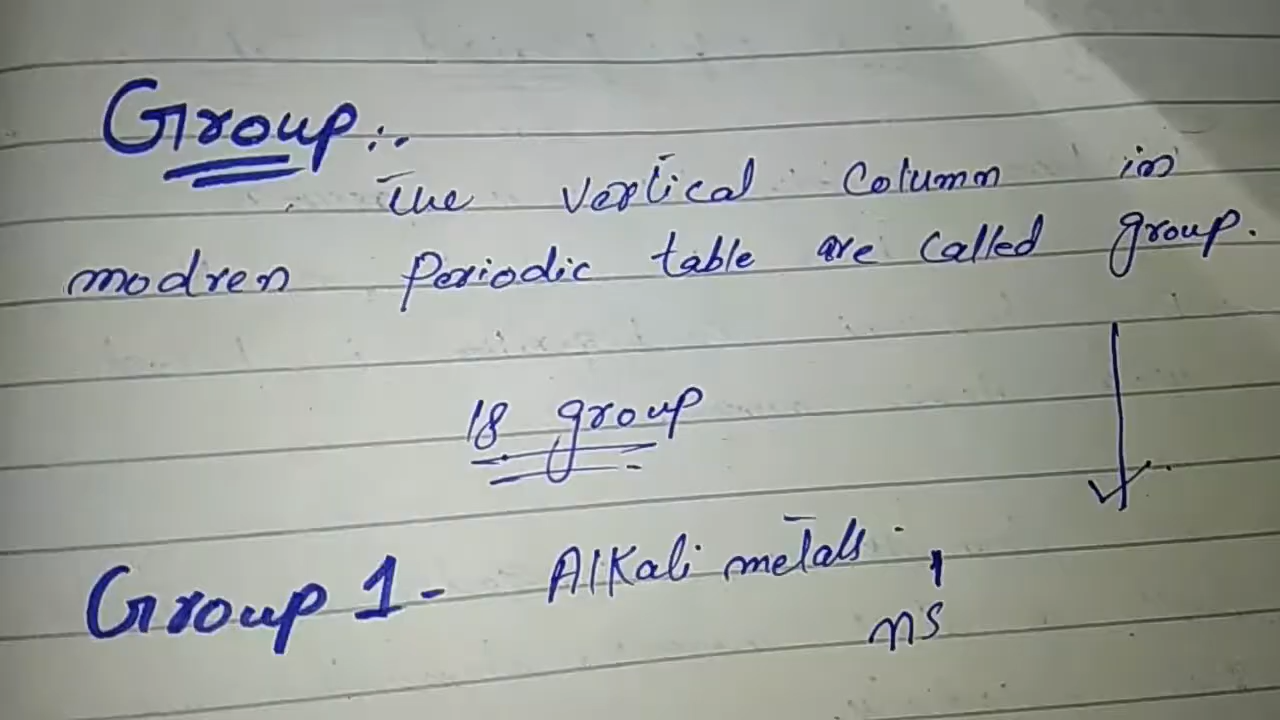 Group :-
The vertical column in
modren periodic table are called group.
18 group
Group 1 - Alkali metals.
ns¹